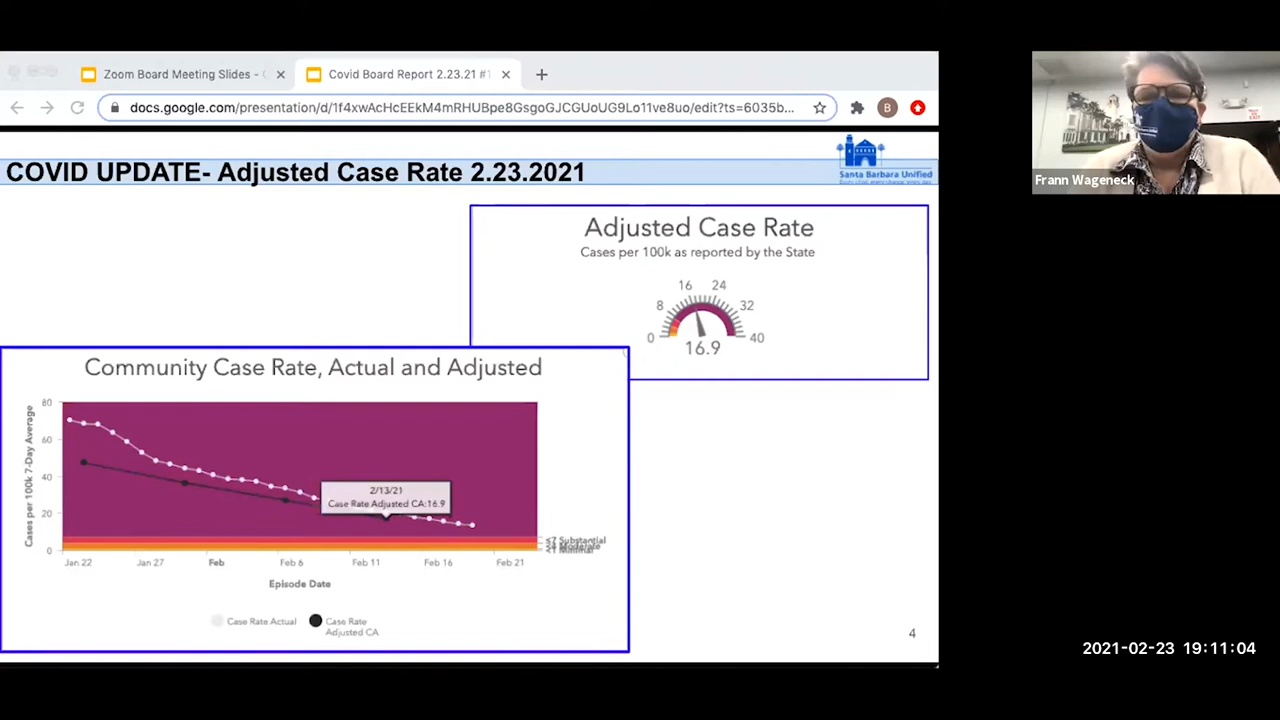 Zoom Board Meeting Slides -
Covid Board Report 2.23.21 #1
docs.google.com/presentation/d/1f4xwAcHcEEkM4mRHUBpe8GsgoGJCGUoUG9Lo11ve8uo/edit?ts=6035b...
B
COVID UPDATE- Adjusted Case Rate 2.23.2021
Santa Barbara Unified
Frann Wageneck
Adjusted Case Rate
Cases per 100k as reported by the State
0 8 16 24 32 40
16.9
Community Case Rate, Actual and Adjusted
Cases per 100k 7-Day Average
80
60
40
20
0
2/13/21
Case Rate Adjusted CA:16.9
≤7 Substantial
Jan 22 Jan 27 Feb Feb 6 Feb 11 Feb 16 Feb 21
Episode Date
Case Rate Actual
Case Rate
Adjusted CA
4
2021-02-23 19:11:04